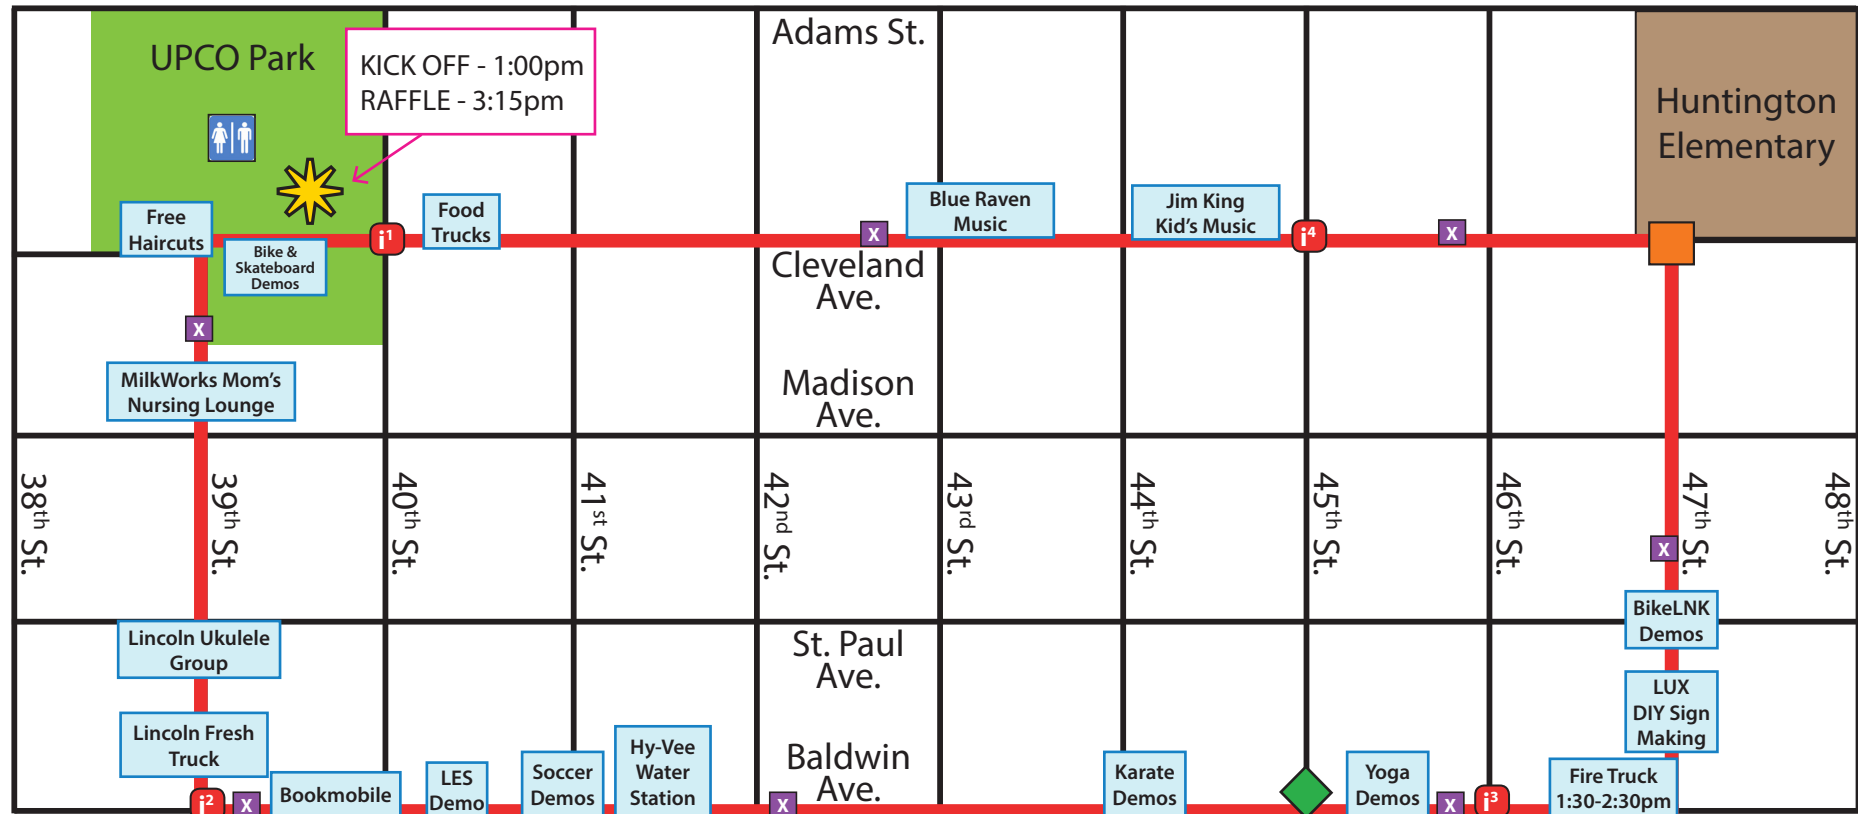 Adams St.
UPCO Park
KICK OFF - 1:00pm
RAFFLE - 3:15pm
Huntington
Elementary
Free
Haircuts
Bike &
Skateboard
Demos
i1
Food
Trucks
X
Blue Raven
Music
Jim King
Kid's Music
i4
X
Cleveland
Ave.
X
MilkWorks Mom's
Nursing Lounge
Madison
Ave.
38th St.
39th St.
40th St.
41st St.
42nd St.
43rd St.
44th St.
45th St.
46th St.
47th St.
48th St.
X
BikeLNK
Demos
Lincoln Ukulele
Group
St. Paul
Ave.
LUX
DIY Sign
Making
Lincoln Fresh
Truck
i2
X
Bookmobile
LES
Demo
Soccer
Demos
Hy-Vee
Water
Station
X
Baldwin
Ave.
Karate
Demos
Yoga
Demos
X
i3
Fire Truck
1:30-2:30pm